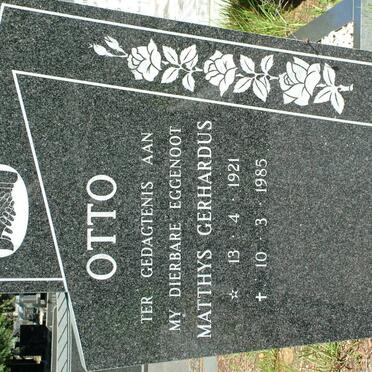 OTTO
TER GEDAGTENIS AAN
MY DIERBARE EGGENOOT
MATTHYS GERHARDUS
☆ 13 · 4 · 1921
✝ 10 · 3 · 1985